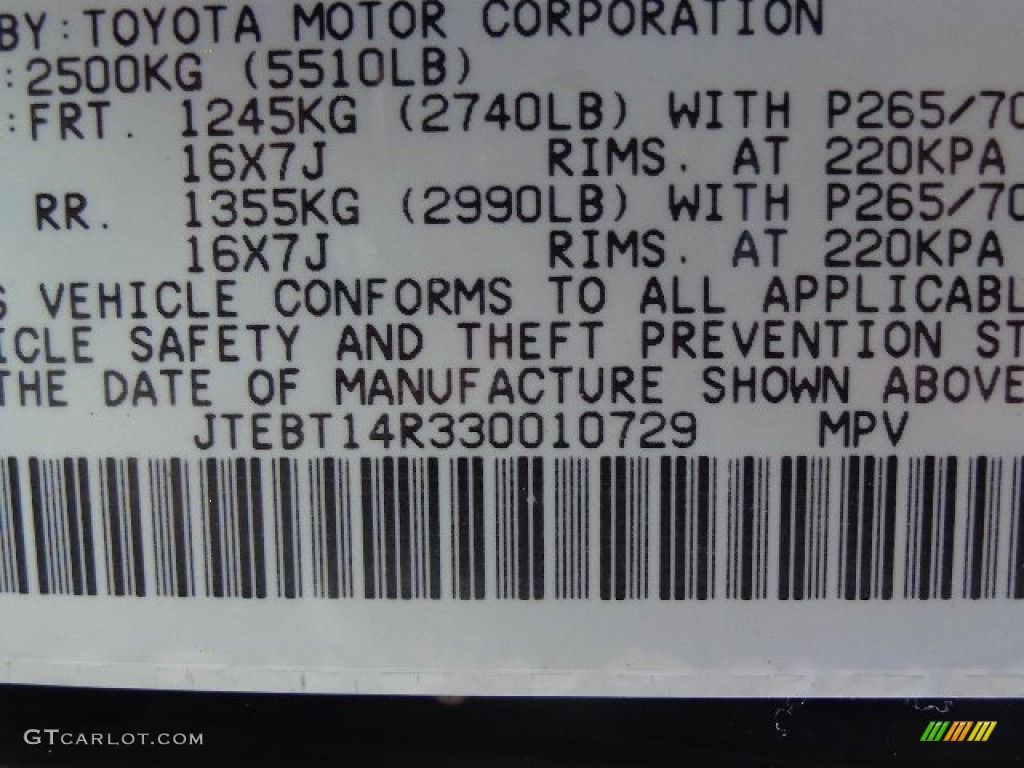 BY:TOYOTA MOTOR CORPORATION
:2500KG (5510LB)
:FRT. 1245KG (2740LB) WITH P265/70
16X7J RIMS. AT 220KPA
RR. 1355KG (2990LB) WITH P265/70
16X7J RIMS. AT 220KPA
S VEHICLE CONFORMS TO ALL APPLICABL
ICLE SAFETY AND THEFT PREVENTION ST
THE DATE OF MANUFACTURE SHOWN ABOVE
JTEBT14R330010729 MPV
GTCARLOT.COM